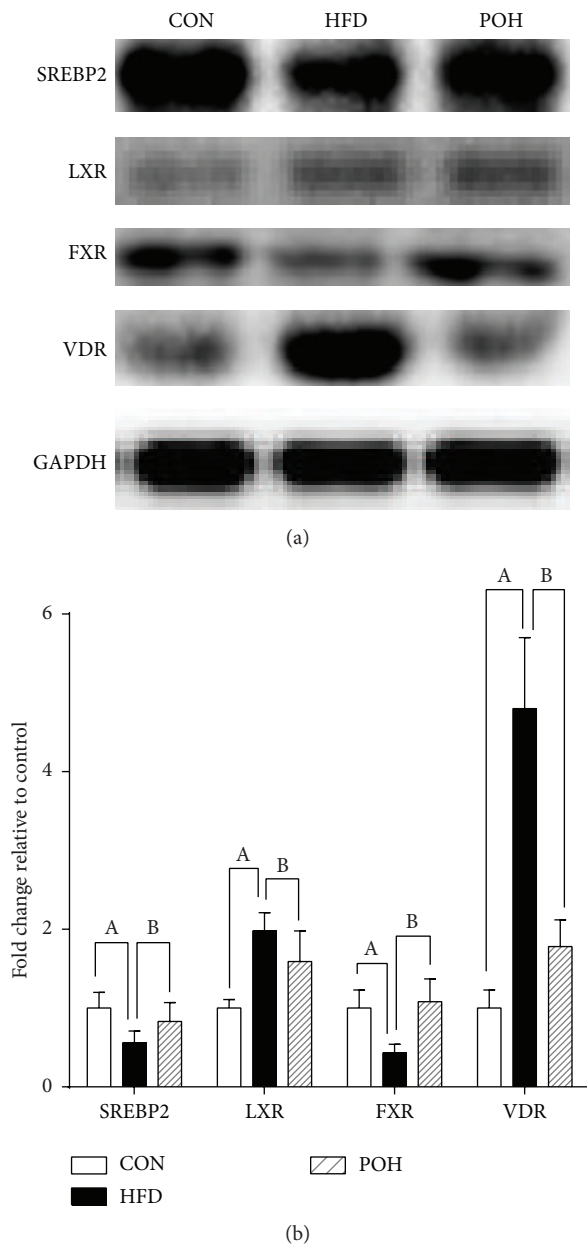 CON HFD POH
SREBP2
LXR
FXR
VDR
GAPDH
(a)
A B
6
4
A B
2
A B
A B
0
Fold change relative to control
SREBP2 LXR FXR VDR
CON POH
HFD
(b)